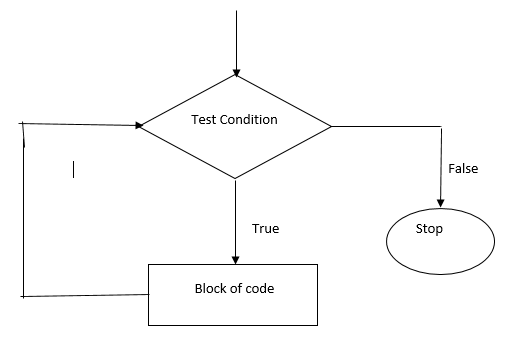 Test Condition
False
True
Stop
Block of code